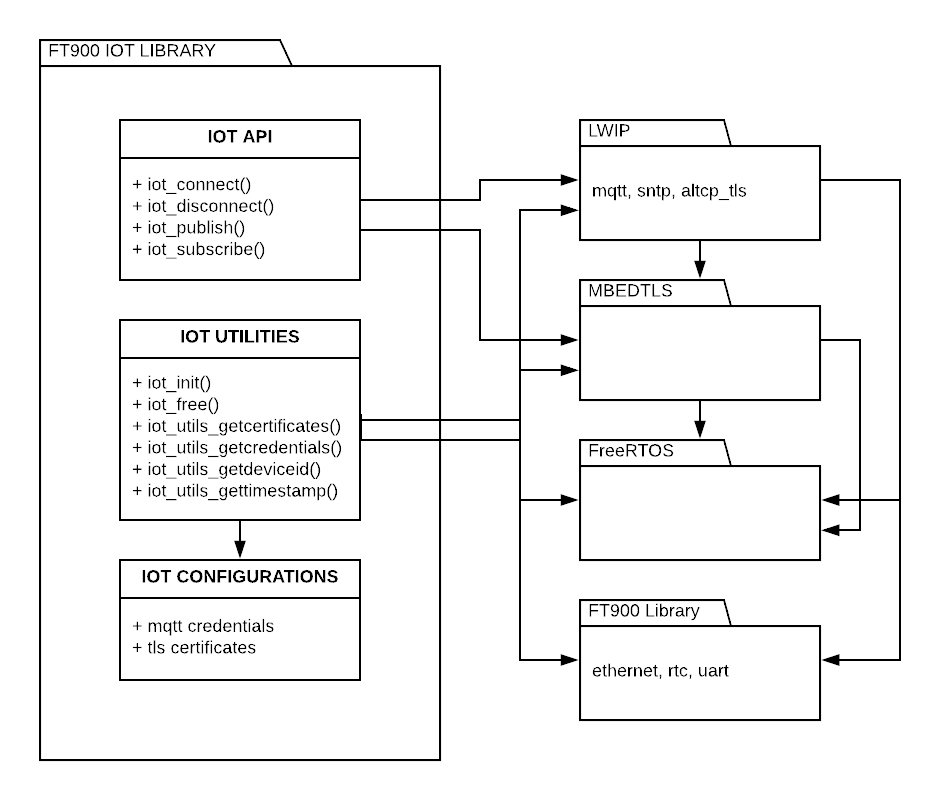 FT900 IOT LIBRARY
IOT API
+ iot_connect()
+ iot_disconnect()
+ iot_publish()
+ iot_subscribe()
IOT UTILITIES
+ iot_init()
+ iot_free()
+ iot_utils_getcertificates()
+ iot_utils_getcredentials()
+ iot_utils_getdeviceid()
+ iot_utils_gettimestamp()
IOT CONFIGURATIONS
+ mqtt credentials
+ tls certificates
LWIP
mqtt, sntp, altcp_tls
MBEDTLS
FreeRTOS
FT900 Library
ethernet, rtc, uart